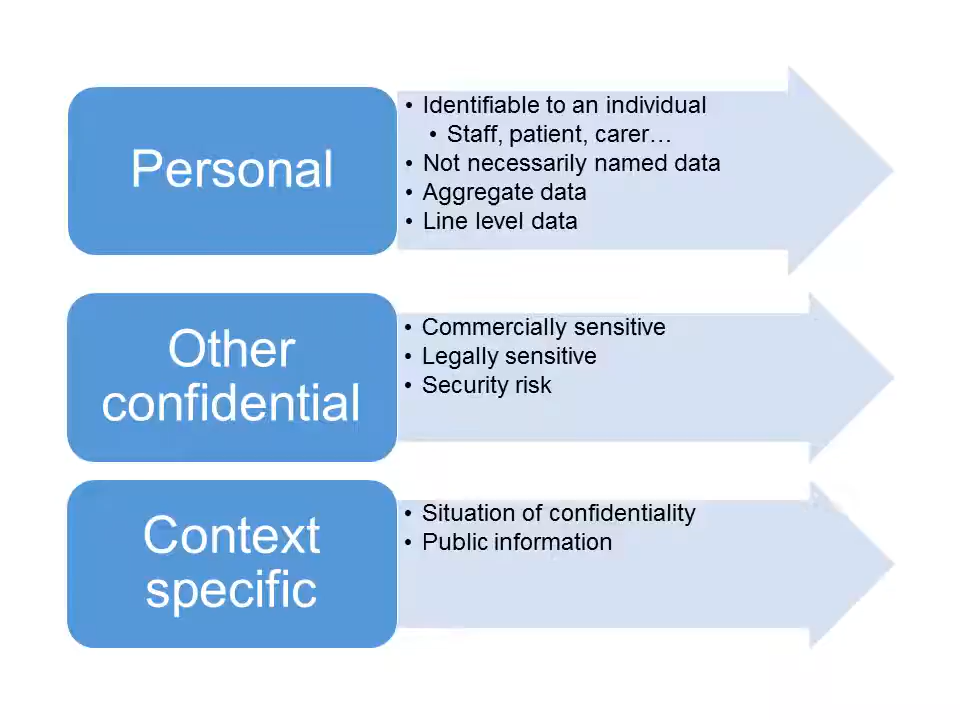 Personal
• Identifiable to an individual
• Staff, patient, carer…
• Not necessarily named data
• Aggregate data
• Line level data
Other
confidential
• Commercially sensitive
• Legally sensitive
• Security risk
Context
specific
• Situation of confidentiality
• Public information